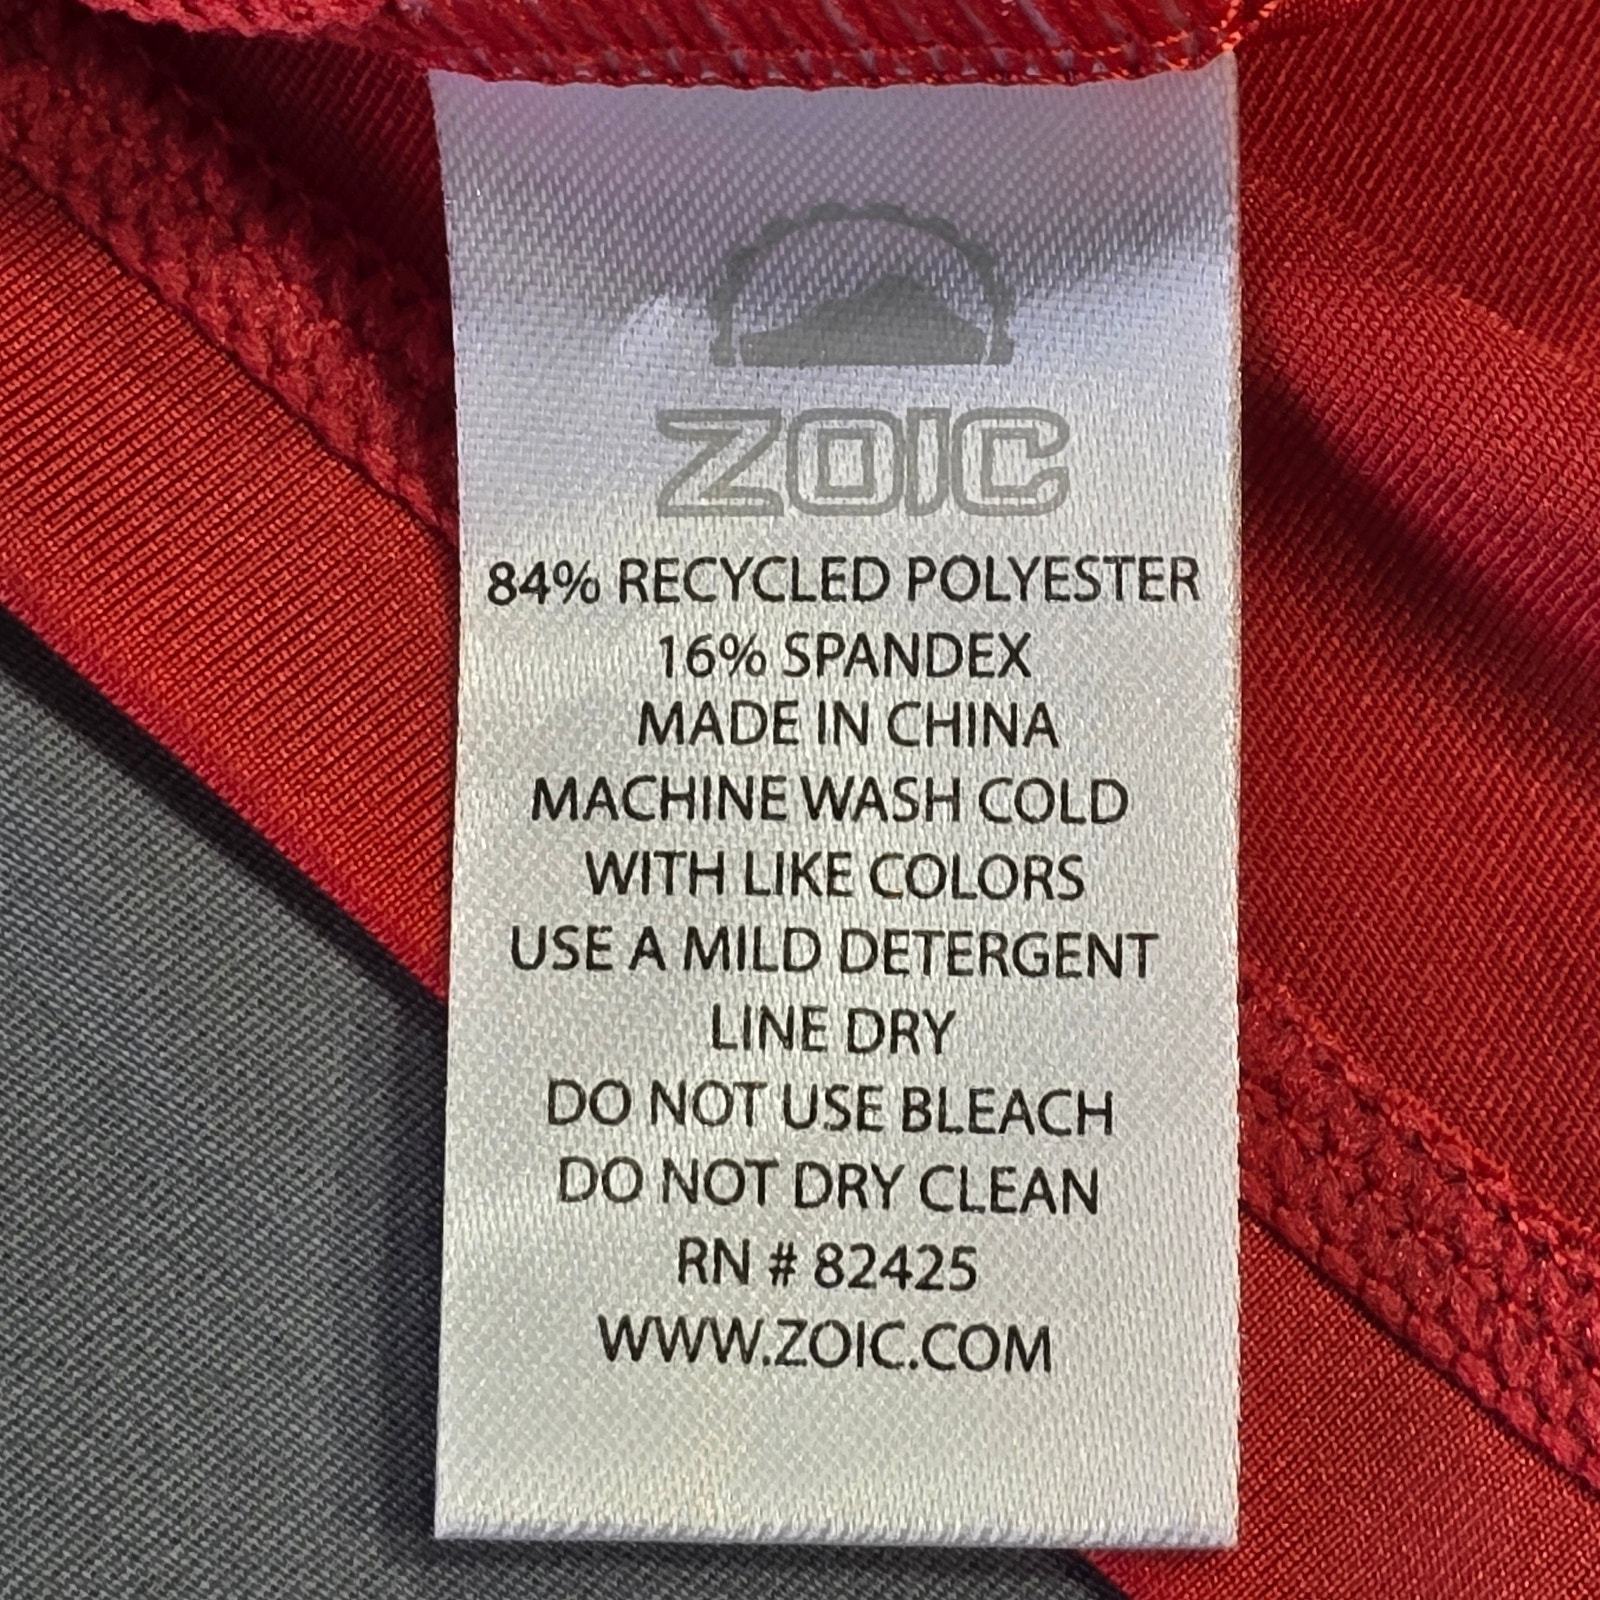 ZOIC
84% RECYCLED POLYESTER
16% SPANDEX
MADE IN CHINA
MACHINE WASH COLD
WITH LIKE COLORS
USE A MILD DETERGENT
LINE DRY
DO NOT USE BLEACH
DO NOT DRY CLEAN
RN # 82425
WWW.ZOIC.COM